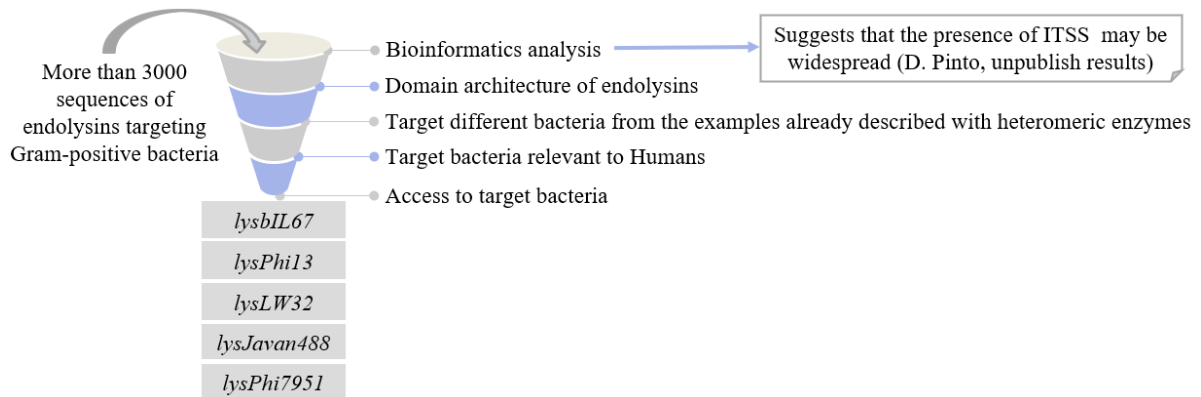 More than 3000
sequences of
endolysins targeting
Gram-positive bacteria
Bioinformatics analysis
Suggests that the presence of ITSS may be
widespread (D. Pinto, unpublish results)
Domain architecture of endolysins
Target different bacteria from the examples already described with heteromeric enzymes
Target bacteria relevant to Humans
Access to target bacteria
lysbIL67
lysPhi13
lysLW32
lysJavan488
lysPhi7951